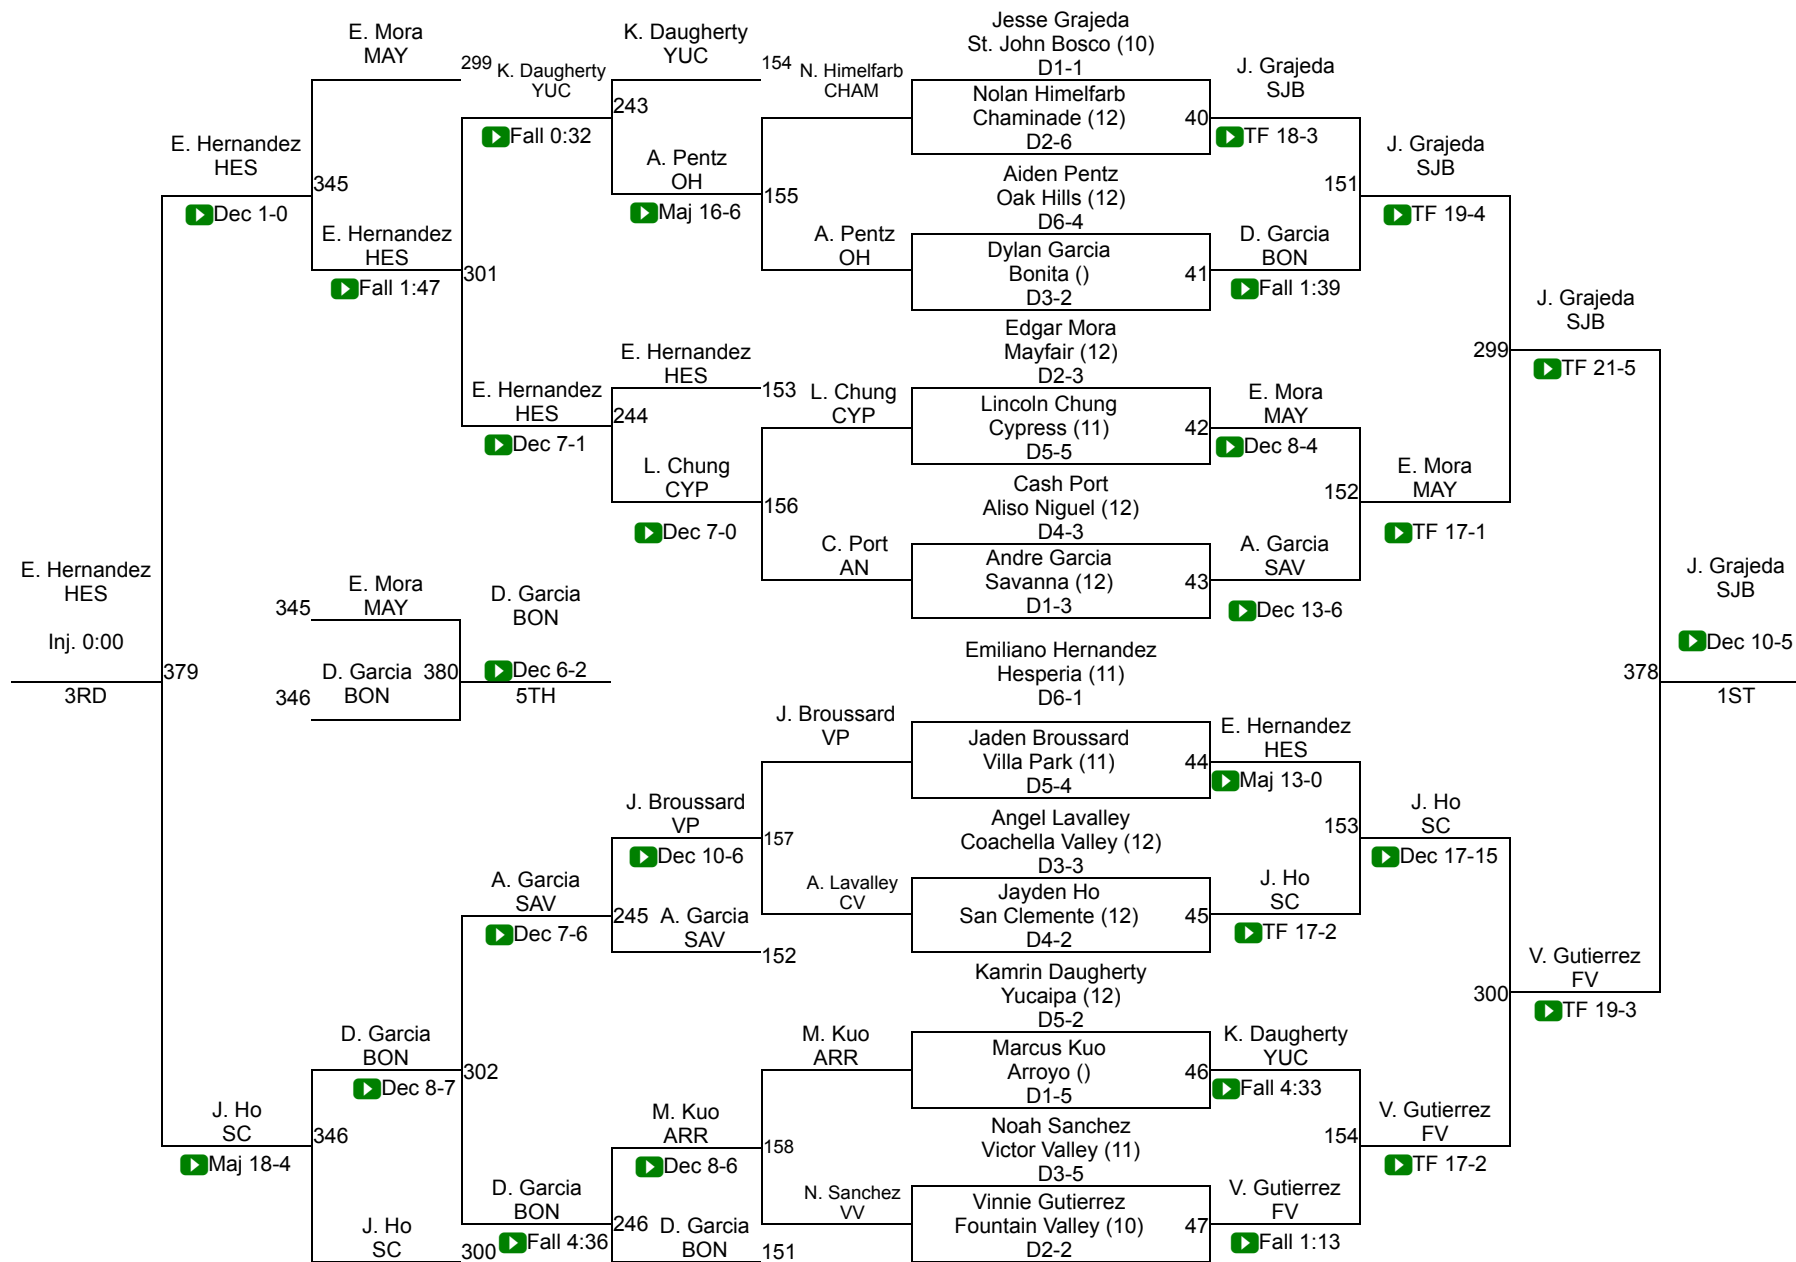 E. Mora
MAY
299
K. Daugherty
YUC
K. Daugherty
YUC
154
N. Himelfarb
CHAM
Jesse Grajeda
St. John Bosco (10)
D1-1
Nolan Himelfarb
Chaminade (12)
D2-6
40
J. Grajeda
SJB
TF 18-3
243
Fall 0:32
A. Pentz
OH
Maj 16-6
155
A. Pentz
OH
Aiden Pentz
Oak Hills (12)
D6-4
Dylan Garcia
Bonita ()
D3-2
41
D. Garcia
BON
Fall 1:39
151
J. Grajeda
SJB
TF 19-4
E. Hernandez
HES
Dec 1-0
345
E. Hernandez
HES
Fall 1:47
301
E. Hernandez
HES
Dec 7-1
244
E. Hernandez
HES
153
L. Chung
CYP
Edgar Mora
Mayfair (12)
D2-3
Lincoln Chung
Cypress (11)
D5-5
42
E. Mora
MAY
Dec 8-4
299
J. Grajeda
SJB
TF 21-5
L. Chung
CYP
Dec 7-0
156
C. Port
AN
Cash Port
Aliso Niguel (12)
D4-3
Andre Garcia
Savanna (12)
D1-3
43
A. Garcia
SAV
Dec 13-6
152
E. Mora
MAY
TF 17-1
E. Hernandez
HES
Inj. 0:00
3RD
379
345
E. Mora
MAY
346
D. Garcia
BON
380
D. Garcia
BON
Dec 6-2
5TH
J. Grajeda
SJB
Dec 10-5
378
1ST
J. Broussard
VP
Emiliano Hernandez
Hesperia (11)
D6-1
Jaden Broussard
Villa Park (11)
D5-4
44
E. Hernandez
HES
Maj 13-0
J. Broussard
VP
Dec 10-6
157
A. Lavalley
CV
Angel Lavalley
Coachella Valley (12)
D3-3
Jayden Ho
San Clemente (12)
D4-2
45
J. Ho
SC
TF 17-2
153
J. Ho
SC
Dec 17-15
A. Garcia
SAV
Dec 7-6
245
A. Garcia
SAV
152
300
V. Gutierrez
FV
TF 19-3
D. Garcia
BON
Dec 8-7
302
M. Kuo
ARR
Kamrin Daugherty
Yucaipa (12)
D5-2
Marcus Kuo
Arroyo ()
D1-5
46
K. Daugherty
YUC
Fall 4:33
J. Ho
SC
Maj 18-4
346
M. Kuo
ARR
Dec 8-6
158
N. Sanchez
VV
Noah Sanchez
Victor Valley (11)
D3-5
Vinnie Gutierrez
Fountain Valley (10)
D2-2
47
V. Gutierrez
FV
Fall 1:13
154
V. Gutierrez
FV
TF 17-2
J. Ho
SC
300
D. Garcia
BON
Fall 4:36
246
D. Garcia
BON
151